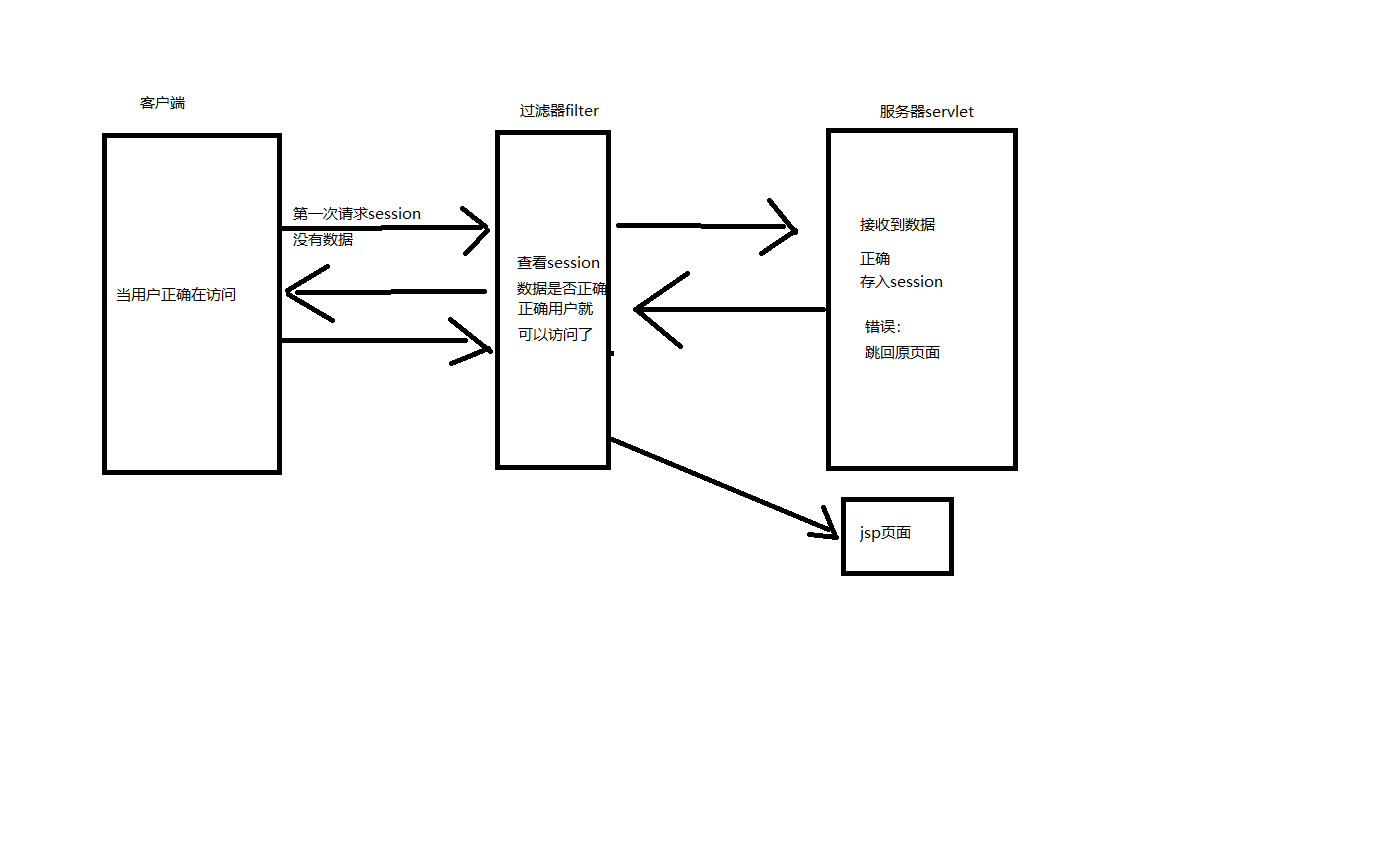 客户端
过滤器filter
服务器servlet
第一次请求session
没有数据
当用户正确在访问
查看session
数据是否正确
正确用户就
可以访问了
接收到数据
正确
存入session
错误：
跳回原页面
jsp页面